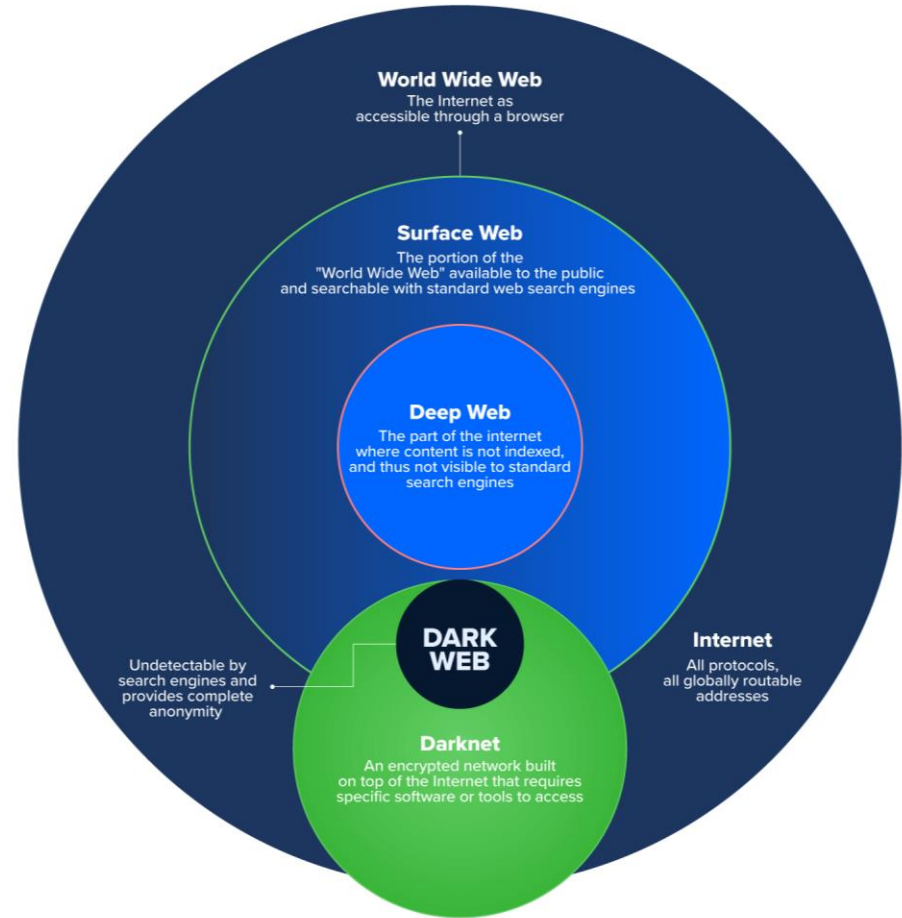 World Wide Web
The Internet as
accessible through a browser
Surface Web
The portion of the
"World Wide Web" available to the public
and searchable with standard web search engines
Deep Web
The part of the internet
where content is not indexed,
and thus not visible to standard
search engines
DARK
WEB
Undetectable by
search engines and
provides complete
anonymity
Internet
All protocols,
all globally routable
addresses
Darknet
An encrypted network built
on top of the Internet that requires
specific software or tools to access